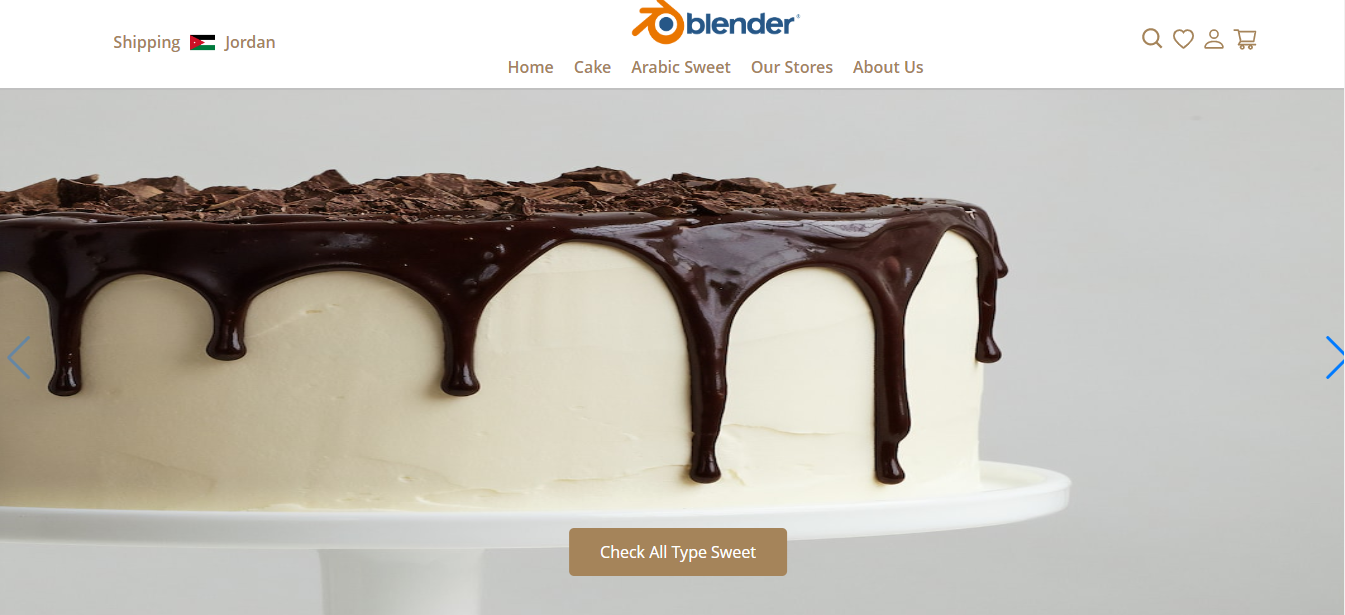 blender
Shipping Jordan
Home Cake Arabic Sweet Our Stores About Us
Check All Type Sweet